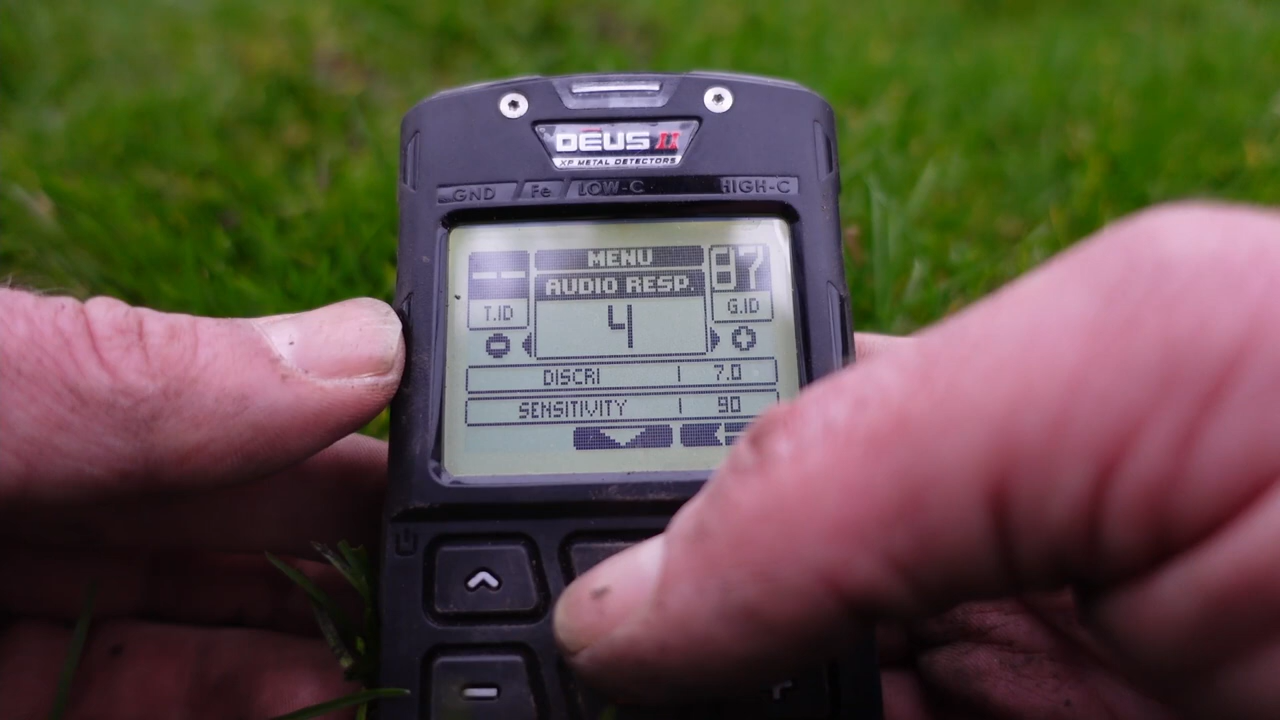 DEUS II
XP METAL DETECTORS
GND / Fe / LOW-C HIGH-C
-- MENU 87
AUDIO RESP.
T.ID 4 G.ID
DISCRI | 7.0
SENSITIVITY | 90